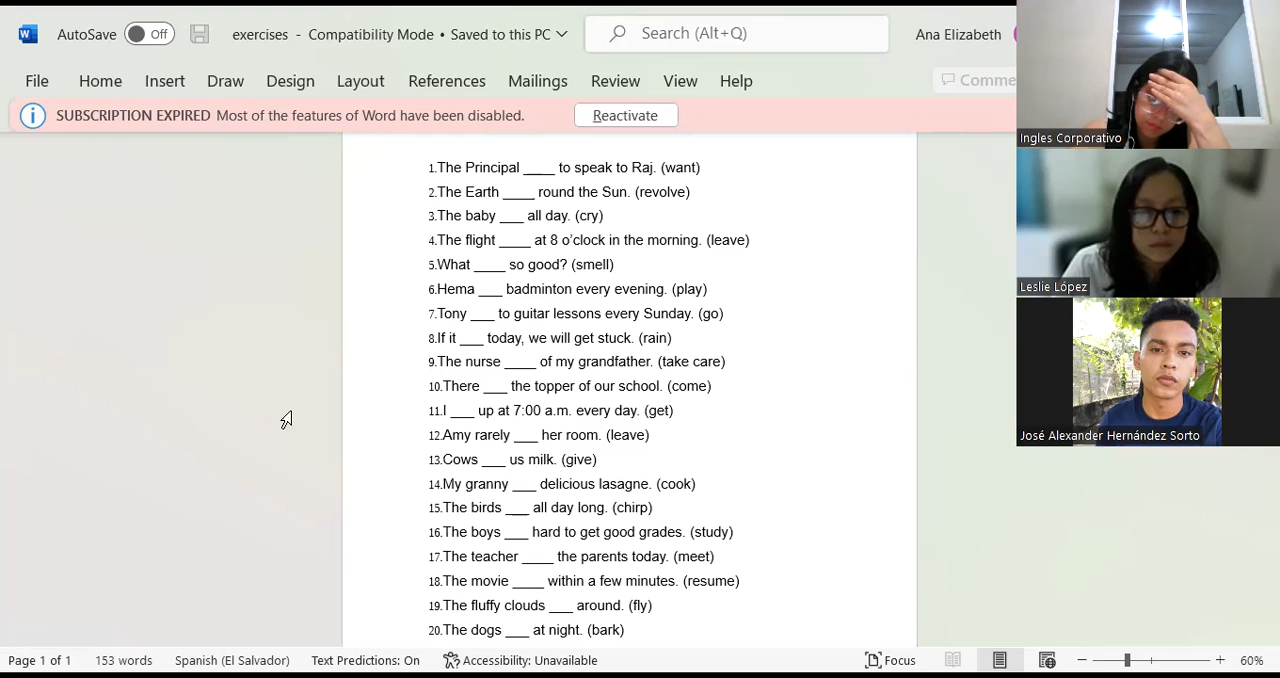 AutoSave Off exercises - Compatibility Mode • Saved to this PC Search (Alt+Q) Ana Elizabeth
File Home Insert Draw Design Layout References Mailings Review View Help
SUBSCRIPTION EXPIRED Most of the features of Word have been disabled. Reactivate
Ingles Corporativo
1.The Principal ____ to speak to Raj. (want)
2.The Earth ____ round the Sun. (revolve)
3.The baby ___ all day. (cry)
4.The flight ____ at 8 o'clock in the morning. (leave)
5.What ____ so good? (smell)
6.Hema ___ badminton every evening. (play)
7.Tony ___ to guitar lessons every Sunday. (go)
8.If it ___ today, we will get stuck. (rain)
9.The nurse ____ of my grandfather. (take care)
10.There ___ the topper of our school. (come)
11.I ___ up at 7:00 a.m. every day. (get)
12.Amy rarely ___ her room. (leave)
13.Cows ___ us milk. (give)
14.My granny ___ delicious lasagne. (cook)
15.The birds ___ all day long. (chirp)
16.The boys ___ hard to get good grades. (study)
17.The teacher ____ the parents today. (meet)
18.The movie ____ within a few minutes. (resume)
19.The fluffy clouds ___ around. (fly)
20.The dogs ___ at night. (bark)
Leslie López
José Alexander Hernández Sorto
Page 1 of 1 153 words Spanish (El Salvador) Text Predictions: On Accessibility: Unavailable Focus 60%